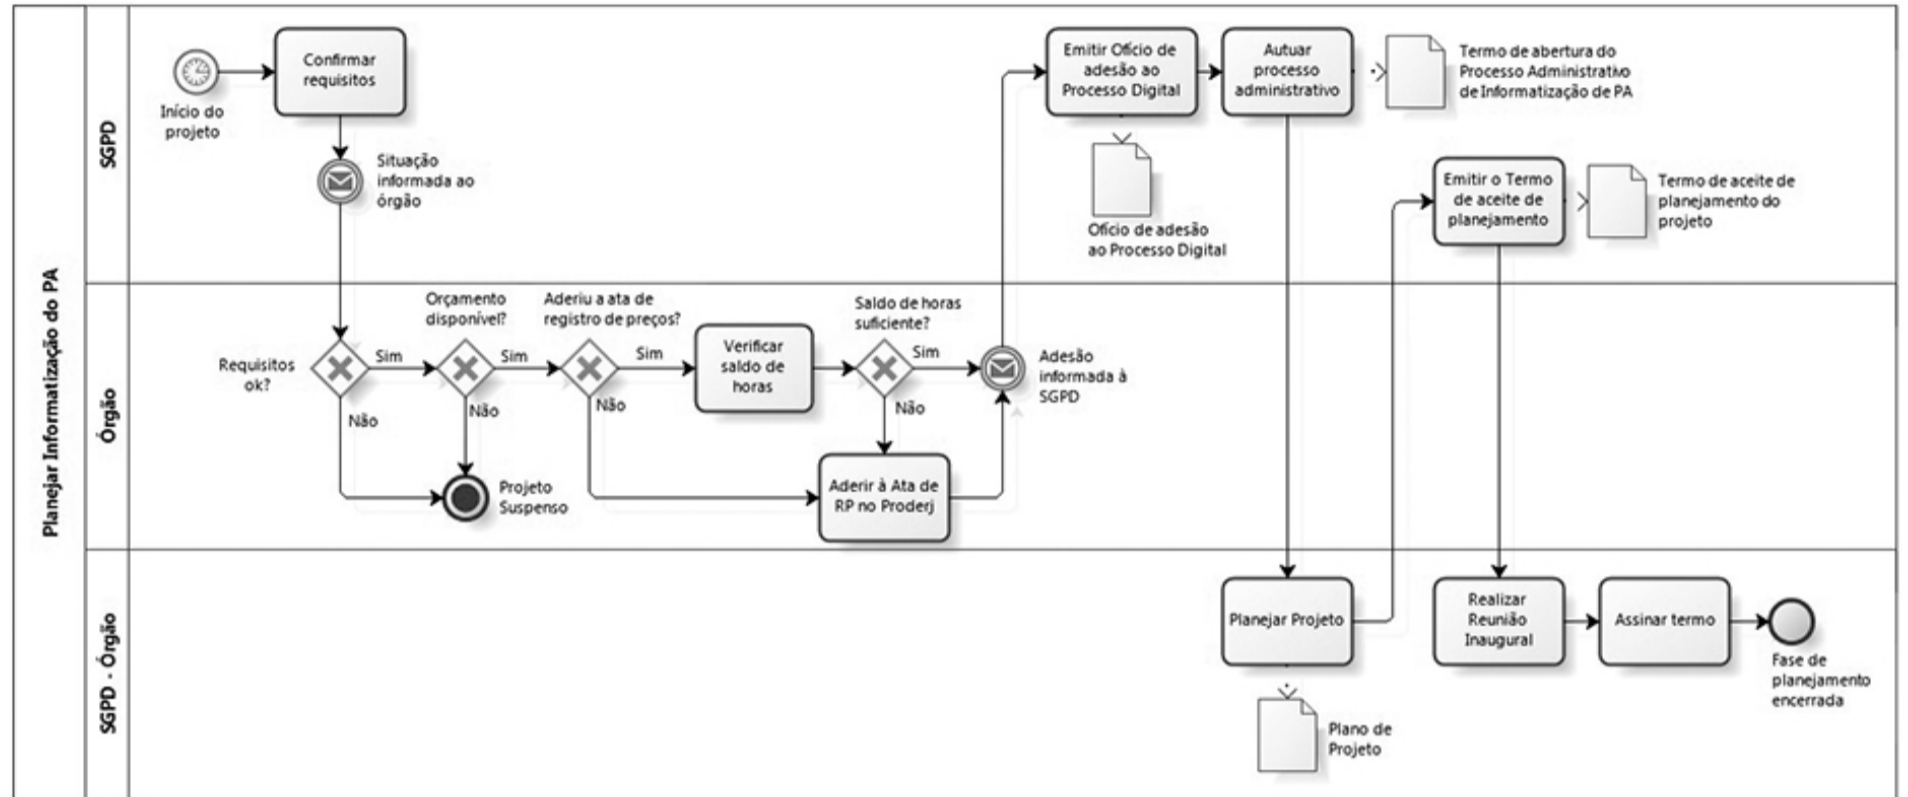 Planejar Informatização do PA
SGPD
Início do
projeto
Confirmar
requisitos
Situação
informada ao
órgão
Emitir Ofício de
adesão ao
Processo Digital
Autuar
processo
administrativo
Termo de abertura do
Processo Administrativo
de Informatização de PA
Ofício de adesão
ao Processo Digital
Emitir o Termo
de aceite de
planejamento
Termo de aceite de
planejamento do
projeto
Órgão
Requisitos
ok?
Sim
Não
Orçamento
disponível?
Sim
Não
Projeto
Suspenso
Aderiu a ata de
registro de preços?
Sim
Não
Verificar
saldo de
horas
Saldo de horas
suficiente?
Sim
Não
Aderir à Ata de
RP no Proderj
Adesão
informada à
SGPD
SGPD - Órgão
Planejar Projeto
Plano de
Projeto
Realizar
Reunião
Inaugural
Assinar termo
Fase de
planejamento
encerrada